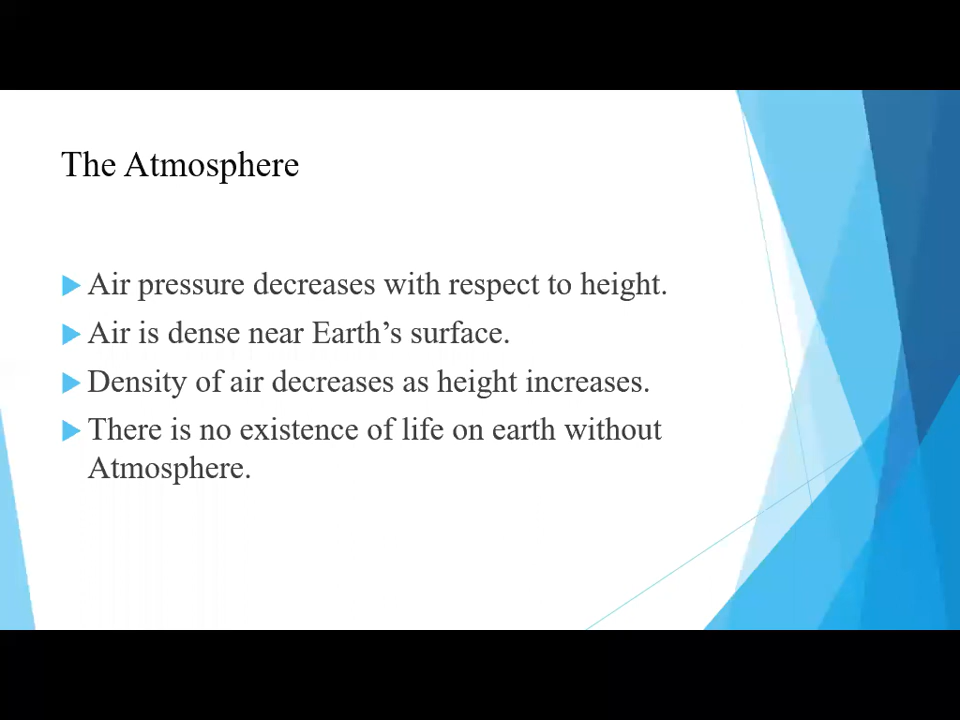 The Atmosphere
Air pressure decreases with respect to height.
Air is dense near Earth’s surface.
Density of air decreases as height increases.
There is no existence of life on earth without
Atmosphere.